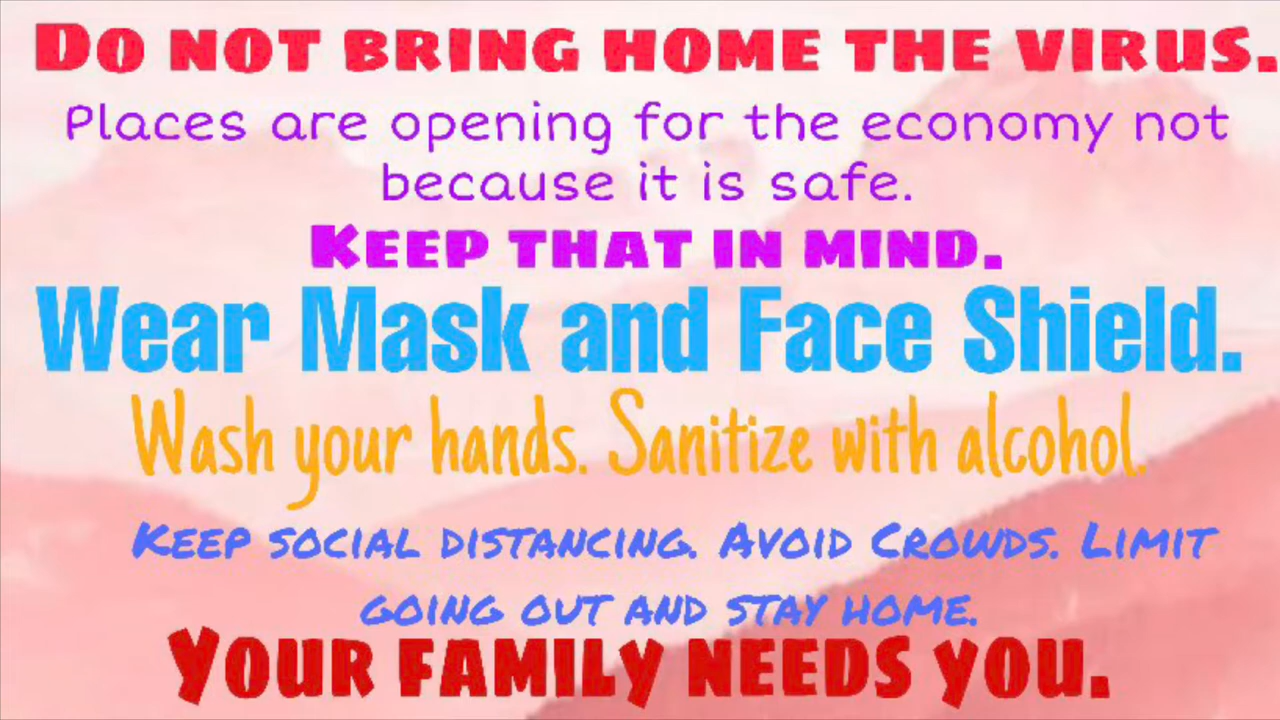 Do not bring home the virus.
Places are opening for the economy not
because it is safe.
Keep that in mind.
Wear Mask and Face Shield.
Wash your hands. Sanitize with alcohol.
Keep social distancing. Avoid Crowds. Limit
going out and stay home.
Your family needs you.